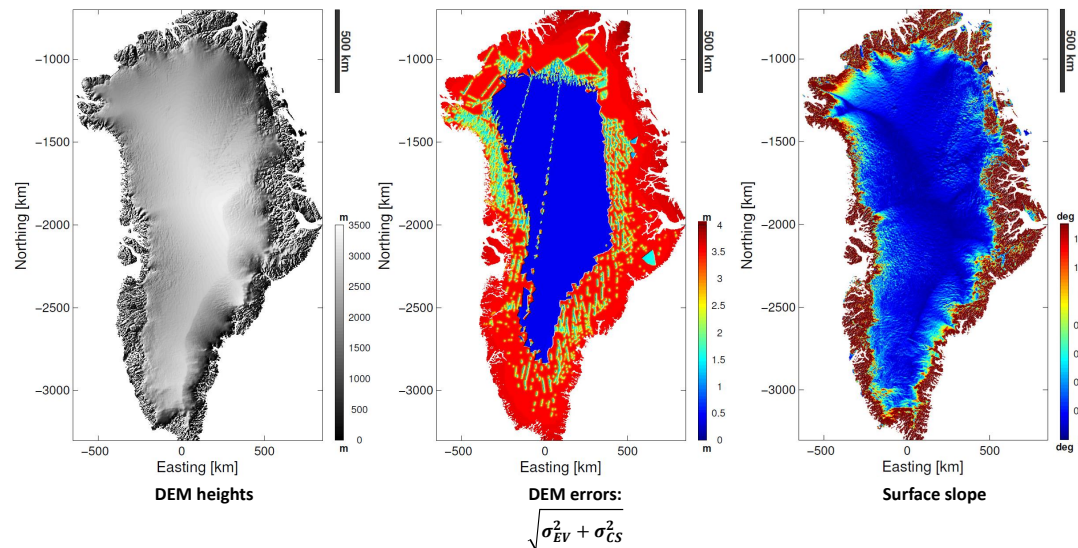 500 km
500 km
500 km
−1000
−1500
−2000
−2500
−3000
Northing [km]
m
3500
3000
2500
2000
1500
1000
500
0
m
−500
0
500
Easting [km]
−1000
−1500
−2000
−2500
−3000
Northing [km]
m
4
3.5
3
2.5
2
1.5
1
0.5
0
m
−500
0
500
Easting [km]
−1000
−1500
−2000
−2500
−3000
Northing [km]
deg
deg
−500
0
500
Easting [km]
DEM heights
DEM errors:
√σ²EV + σ²CS
Surface slope